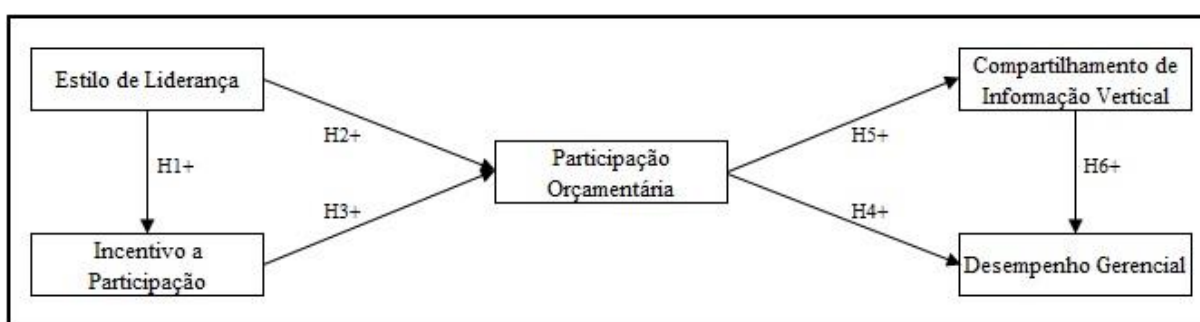 Estilo de Liderança
H1+
Incentivo a
Participação
H2+
H3+
Participação
Orçamentária
H5+
H4+
Compartilhamento de
Informação Vertical
H6+
Desempenho Gerencial